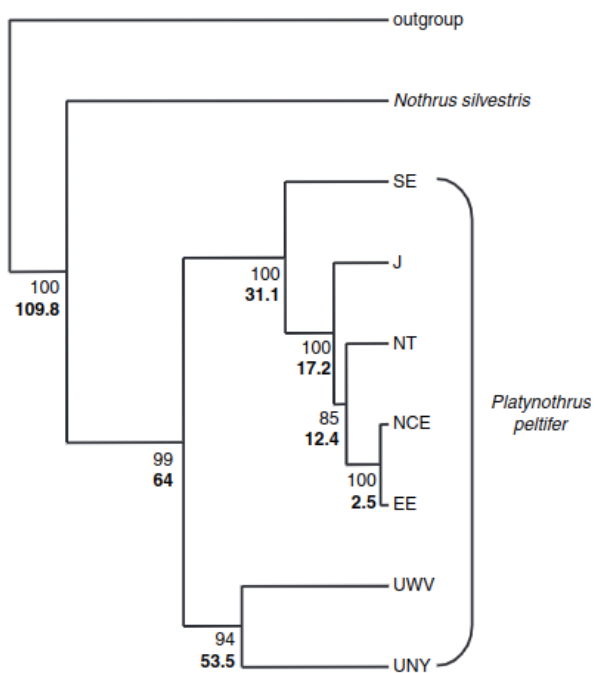 outgroup
Nothrus silvestris
SE
J
100
109.8
100
31.1
NT
100
17.2
Platynothrus
peltifer
NCE
85
12.4
99
64
100
2.5
EE
UWV
94
53.5
UNY